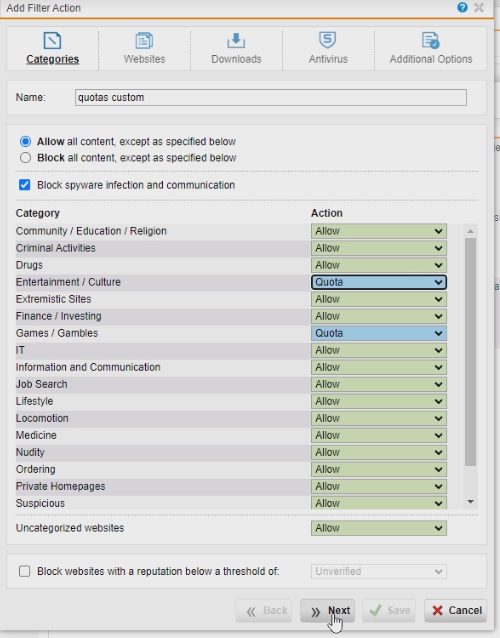 Add Filter Action
Categories Websites Downloads Antivirus Additional Options
Name: quotas custom
Allow all content, except as specified below
Block all content, except as specified below
Block spyware infection and communication
Category Action
Community / Education / Religion Allow
Criminal Activities Allow
Drugs Allow
Entertainment / Culture Quota
Extremistic Sites Allow
Finance / Investing Allow
Games / Gambles Quota
IT Allow
Information and Communication Allow
Job Search Allow
Lifestyle Allow
Locomotion Allow
Medicine Allow
Nudity Allow
Ordering Allow
Private Homepages Allow
Suspicious Allow
Uncategorized websites Allow
Block websites with a reputation below a threshold of: Unverified
Back Next Save Cancel